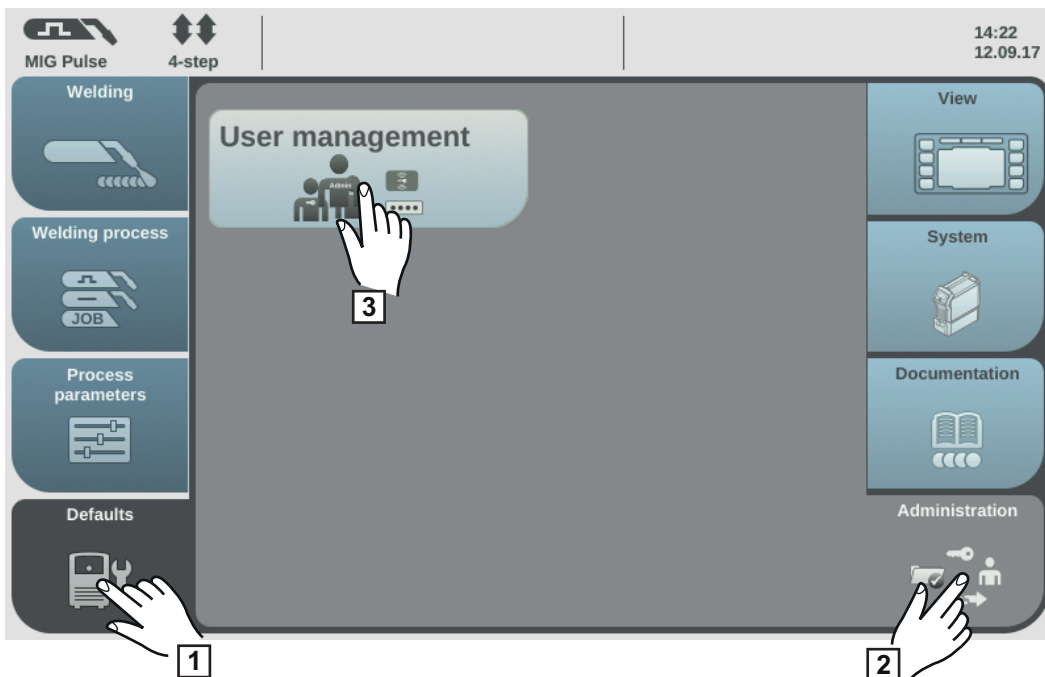 MIG Pulse
4-step
14:22
12.09.17
Welding
Welding process
JOB
Process
parameters
Defaults
User management
Admin
View
System
Documentation
Administration
3
1
2